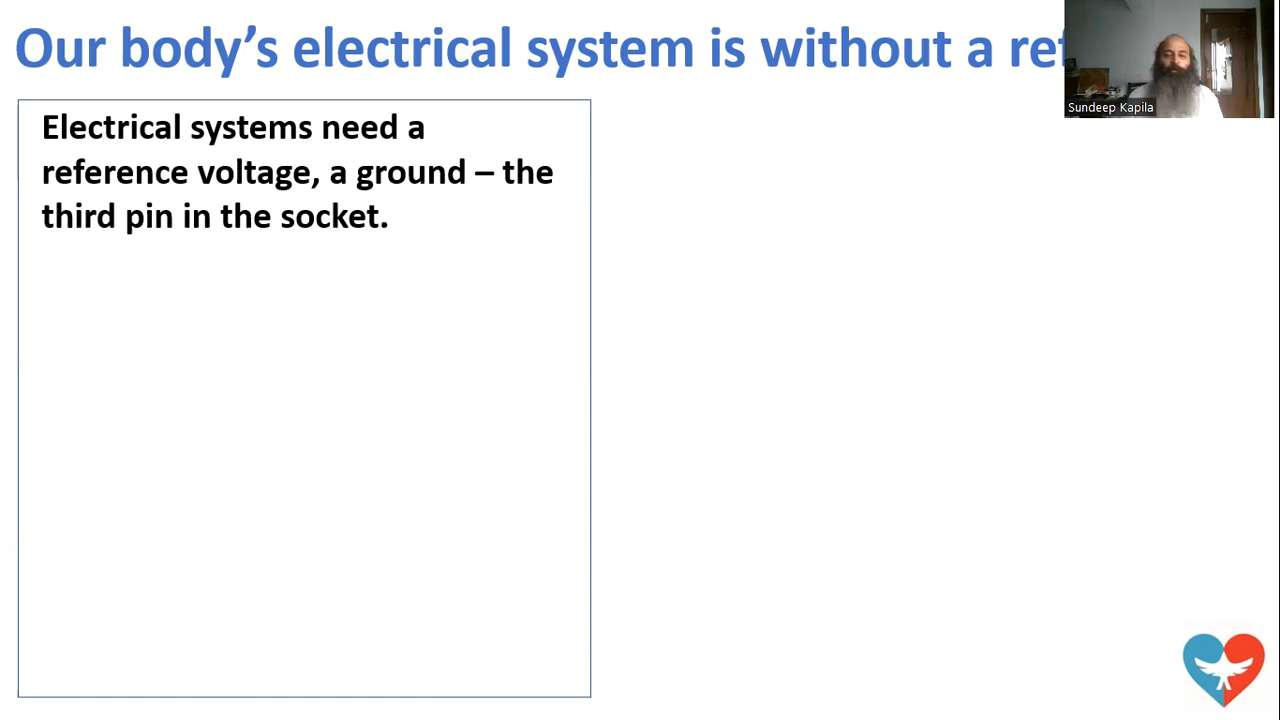 Our body's electrical system is without a ref
Sundeep Kapila
Electrical systems need a
reference voltage, a ground – the
third pin in the socket.